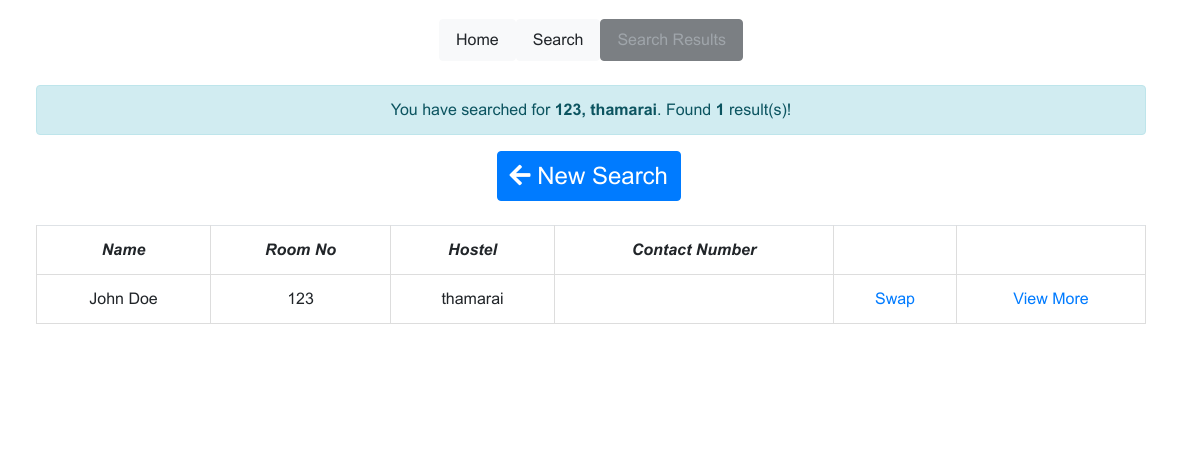 Home Search Search Results
You have searched for 123, thamarai. Found 1 result(s)!
New Search
Name Room No Hostel Contact Number
John Doe 123 thamarai Swap View More